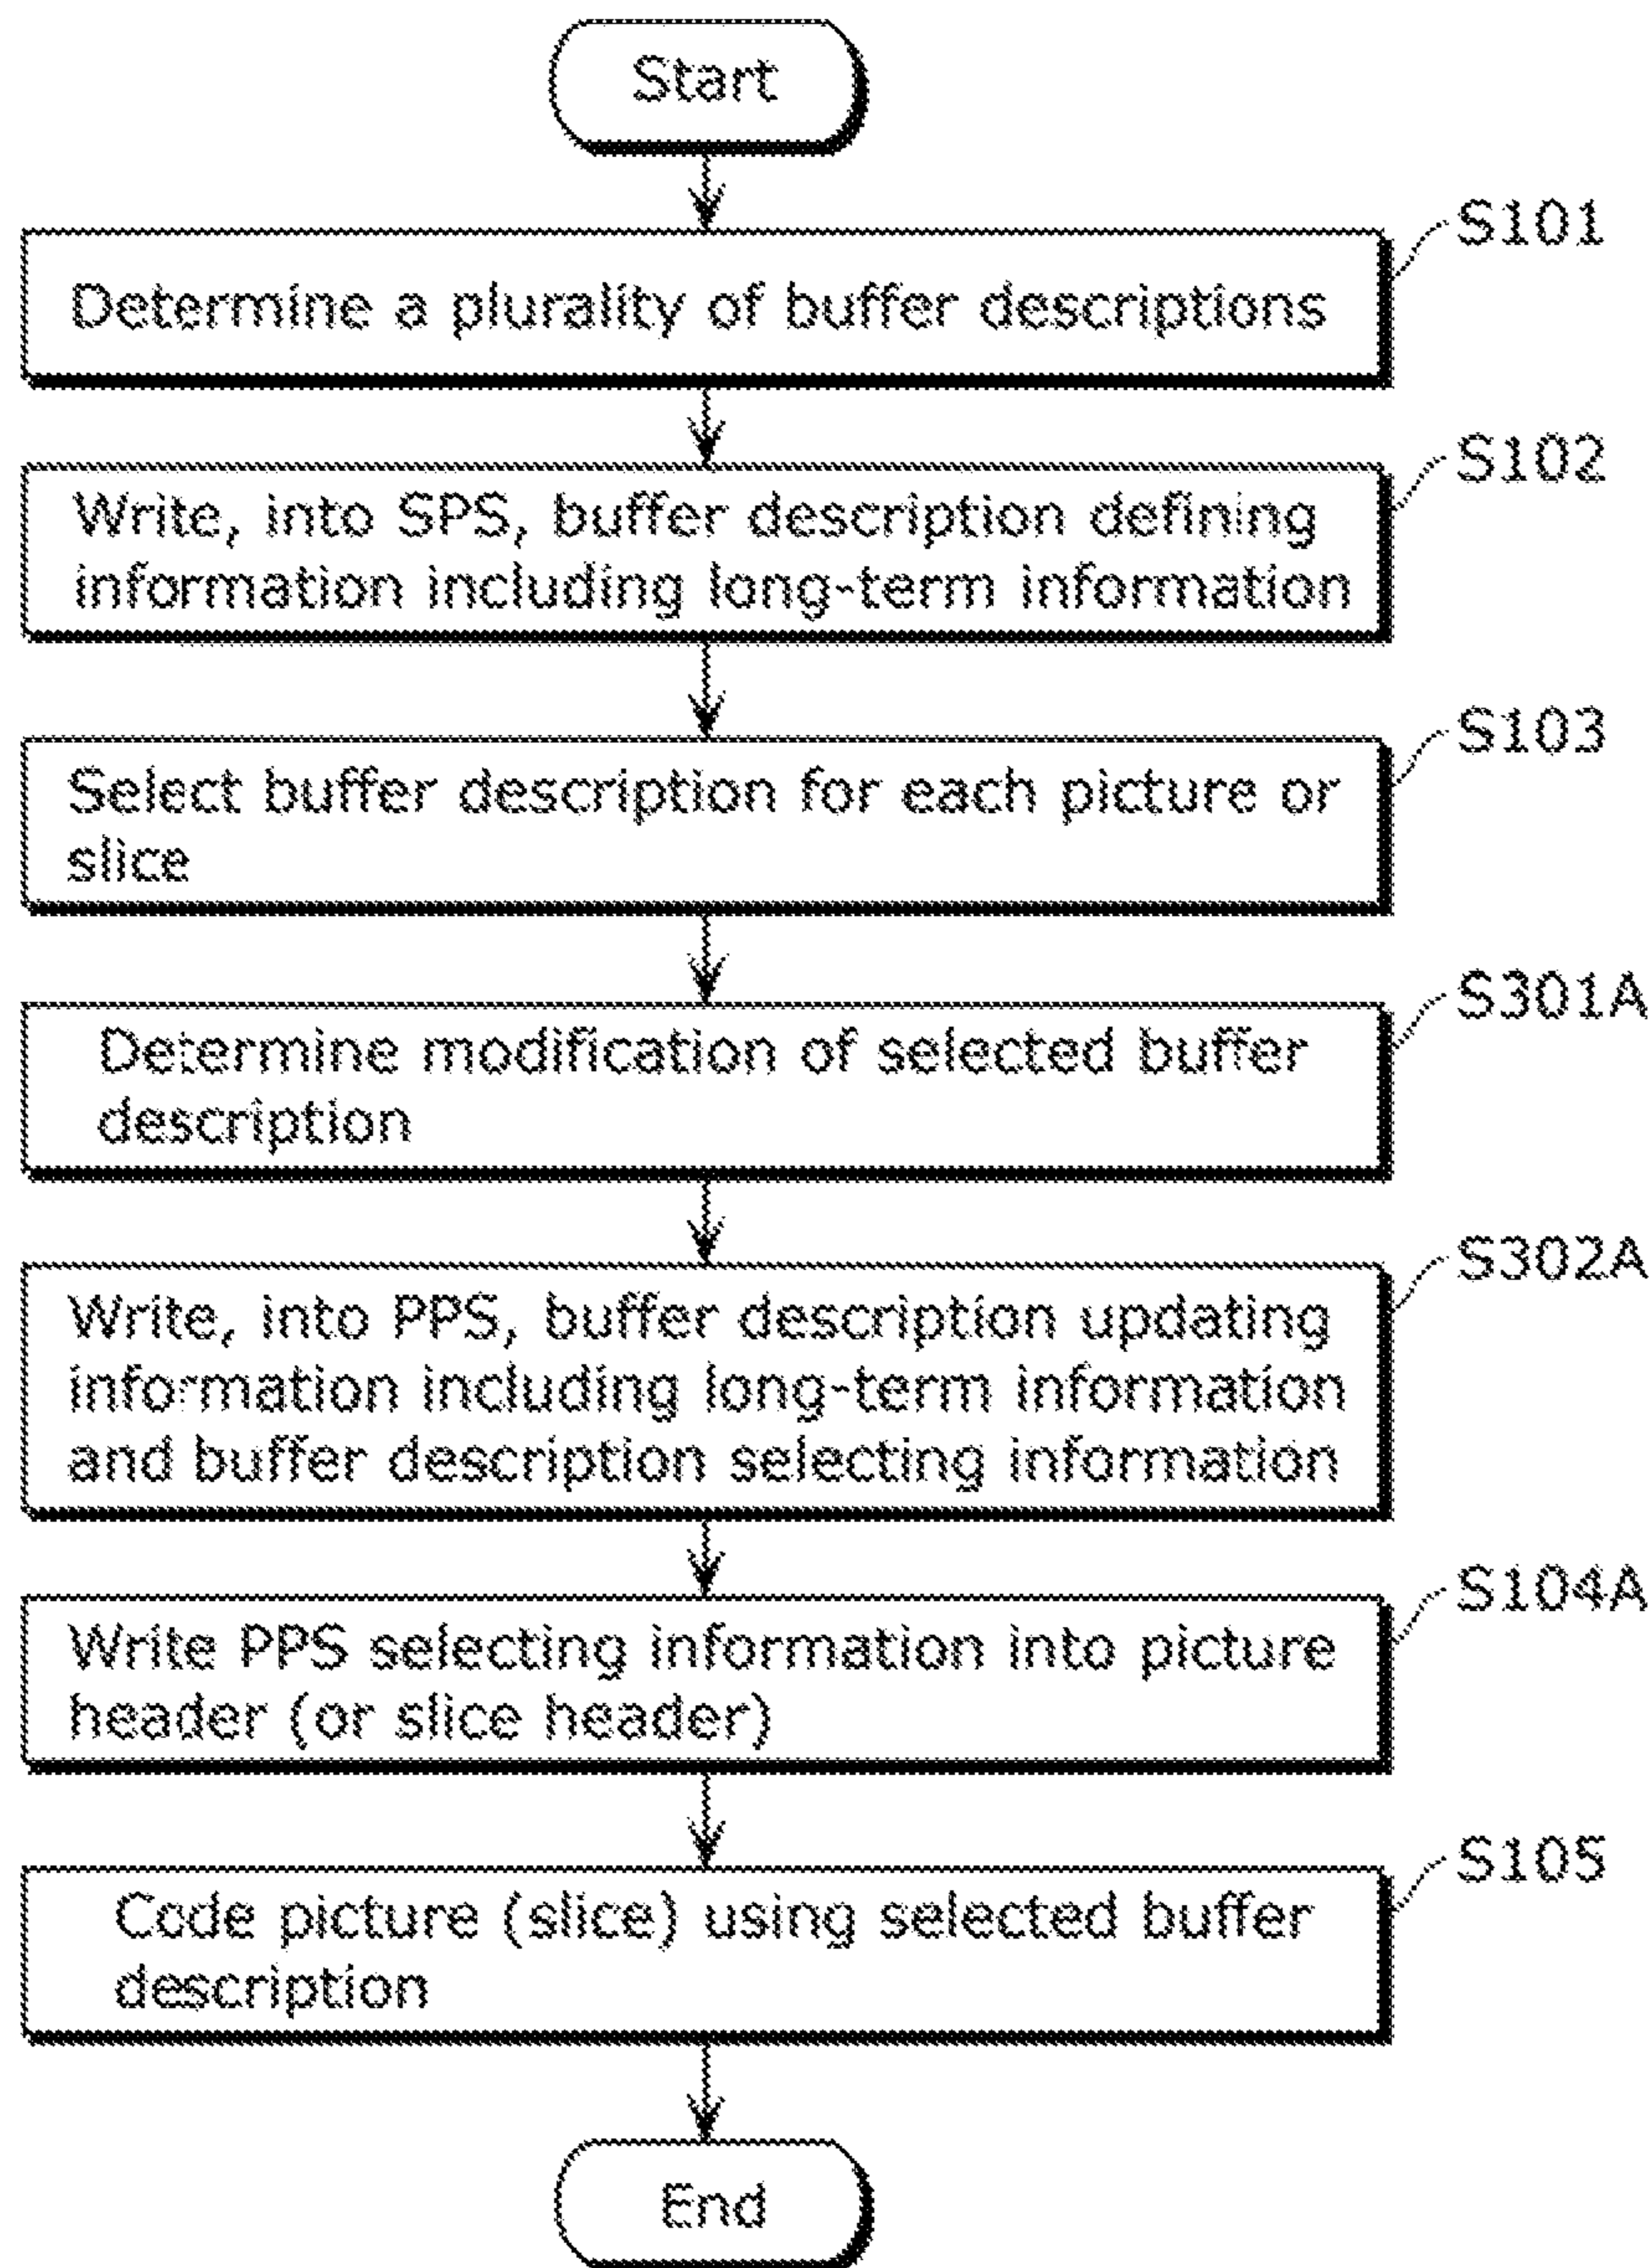 Start
S101
Determine a plurality of buffer descriptions
S102
Write, into SPS, buffer description defining
information including long-term information
S103
Select buffer description for each picture or
slice
S301A
Determine modification of selected buffer
description
S302A
Write, into PPS, buffer description updating
information including long-term information
and buffer description selecting information
S104A
Write PPS selecting information into picture
header (or slice header)
S105
Code picture (slice) using selected buffer
description
End